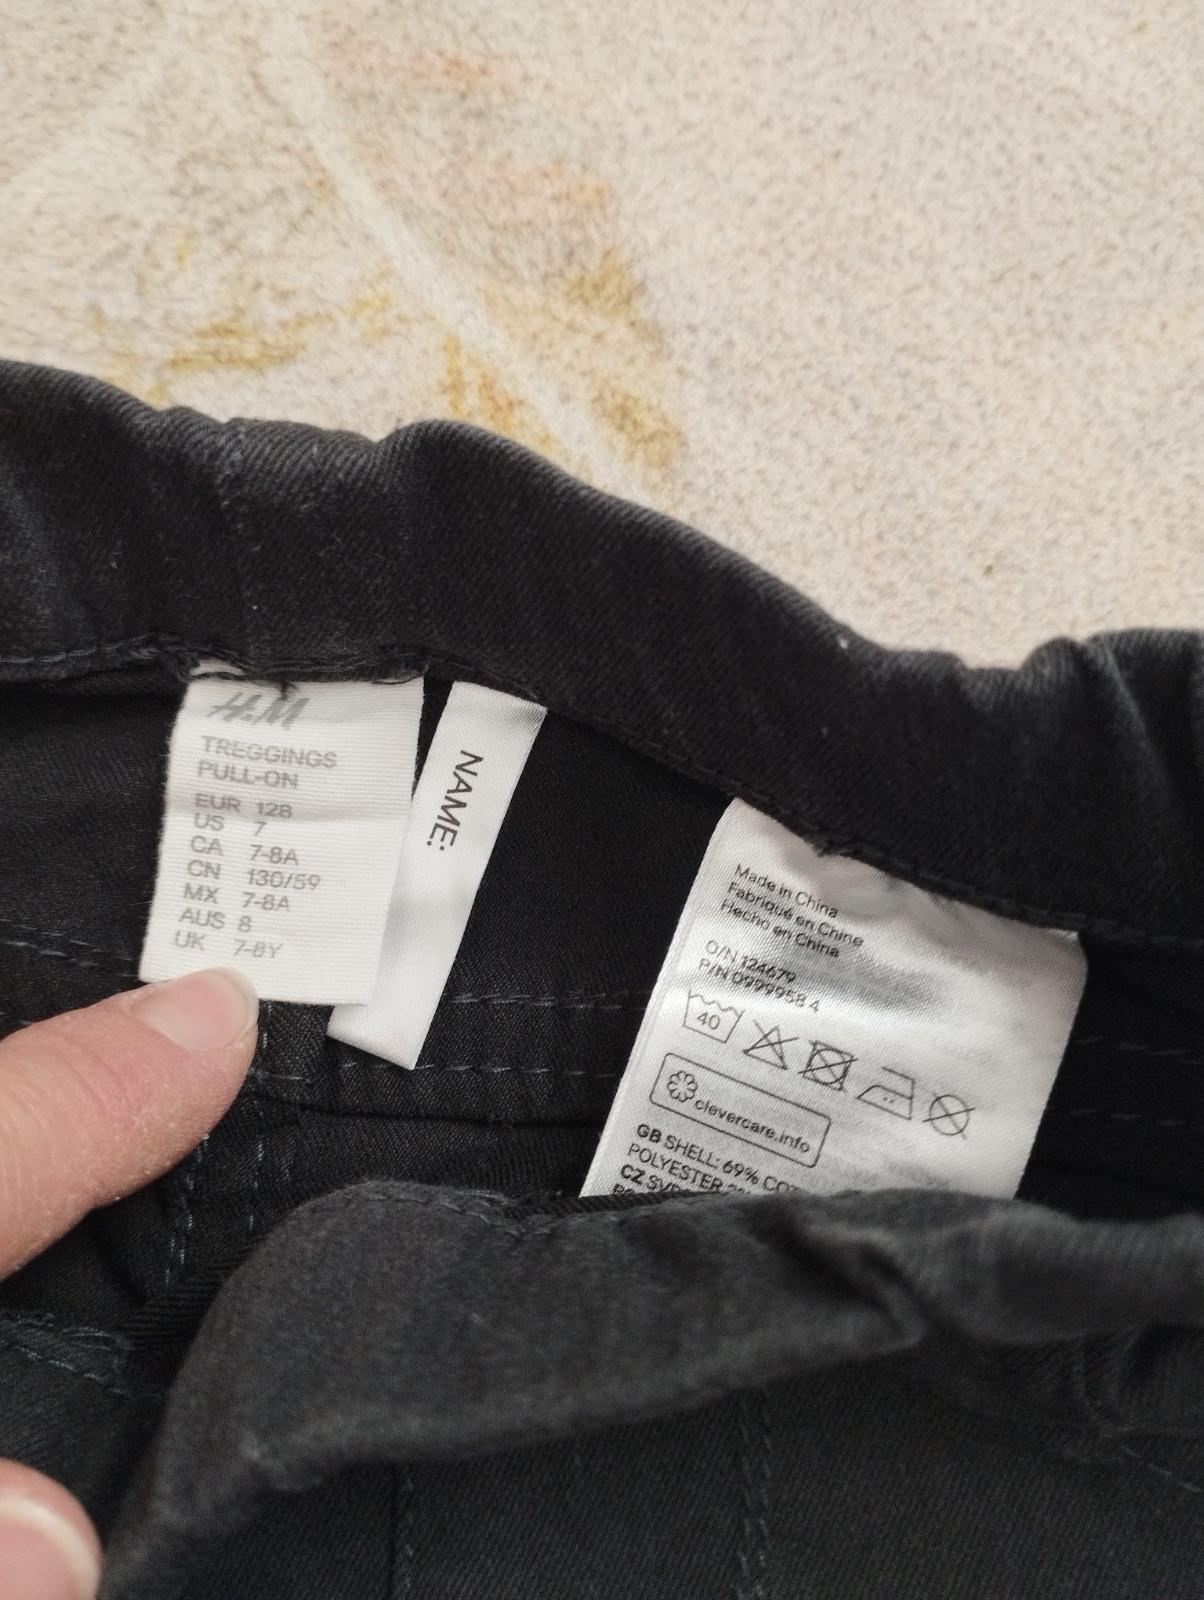 H&M
TREGGINGS
PULL-ON
EUR 128
US 7
CA 7-8A
CN 130/59
MX 7-8A
AUS 8
UK 7-8Y
NAME:
Made in China
Fabriqué en Chine
Hecho en China
O/N 124679
P/N 0999958 4
40
clevercare.info
GB SHELL: 69%
POLYESTER
CZ